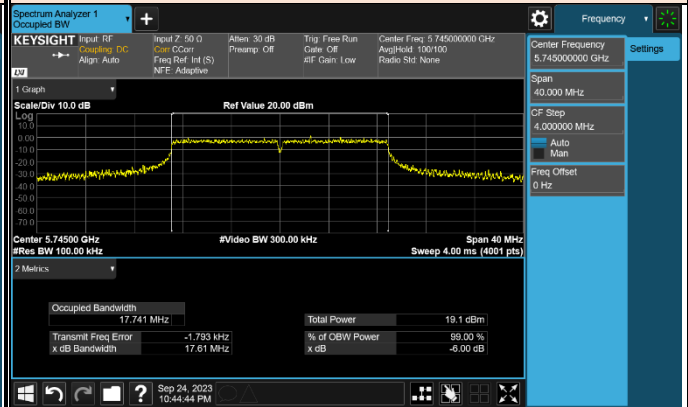 Spectrum Analyzer 1
Occupied BW
+
Frequency
KEYSIGHT
Input: RF
Coupling: DC
Align: Auto
Input Z: 50 Ω
Corr CCorr
Freq Ref: Int (S)
NFE: Adaptive
Atten: 30 dB
Preamp: Off
Trig: Free Run
Gate: Off
#IF Gain: Low
Center Freq: 5.745000000 GHz
Avg|Hold: 100/100
Radio Std: None
LXI
Center Frequency
5.745000000 GHz
Settings
Span
40.000 MHz
CF Step
4.000000 MHz
Auto
Man
Freq Offset
0 Hz
1 Graph
Scale/Div 10.0 dB
Ref Value 20.00 dBm
Log
10.0
0.00
-10.0
-20.0
-30.0
-40.0
-50.0
-60.0
-70.0
Center 5.74500 GHz
#Video BW 300.00 kHz
Span 40 MHz
#Res BW 100.00 kHz
Sweep 4.00 ms (4001 pts)
2 Metrics
Occupied Bandwidth
17.741 MHz
Total Power 19.1 dBm
Transmit Freq Error -1.793 kHz
% of OBW Power 99.00 %
x dB Bandwidth 17.61 MHz
x dB -6.00 dB
?
Sep 24, 2023
10:44:44 PM